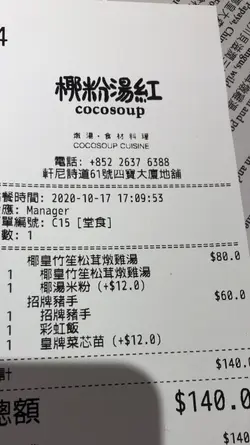 4
椰粉湯紅
cocosoup
燉湯·食材料理
COCOSOUP CUISINE
電話: +852 2637 6388
軒尼詩道61號四寶大廈地舖
餐時間: 2020-10-17 17:09:53
應: Manager
單編號: C15 [堂食]
數: 1
椰皇竹笙松茸燉雞湯 $80.0
1 椰皇竹笙松茸燉雞湯
1 椰湯米粉 (+$12.0)
招牌豬手 $60.0
1 招牌豬手
1 彩虹飯
1 皇牌菜芯苗 (+$12.0)
計 $140.0
總額 $140.0